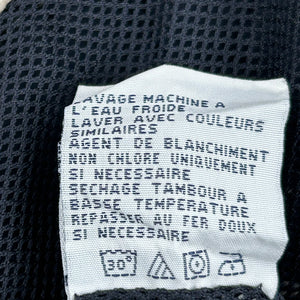 LAVAGE MACHINE A
L'EAU FROIDE
LAVER AVEC COULEURS
SIMILAIRES
AGENT DE BLANCHIMENT
NON CHLORE UNIQUEMENT
SI NECESSAIRE
SECHAGE TAMBOUR A
BASSE TEMPERATURE
REPASSER AU FER DOUX
SI NECESSAIRE
30°